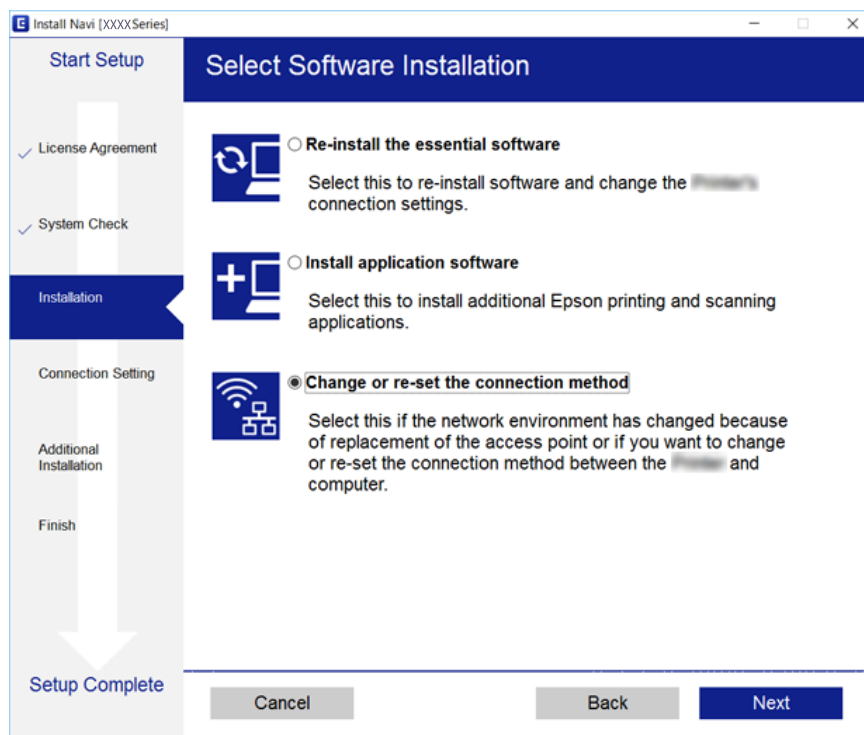 E Install Navi [XXXX Series]
Start Setup
Select Software Installation
License Agreement
System Check
Installation
Connection Setting
Additional
Installation
Finish
Setup Complete
Re-install the essential software
Select this to re-install software and change the
connection settings.
Install application software
Select this to install additional Epson printing and scanning
applications.
Change or re-set the connection method
Select this if the network environment has changed because
of replacement of the access point or if you want to change
or re-set the connection method between the and
computer.
Cancel
Back
Next